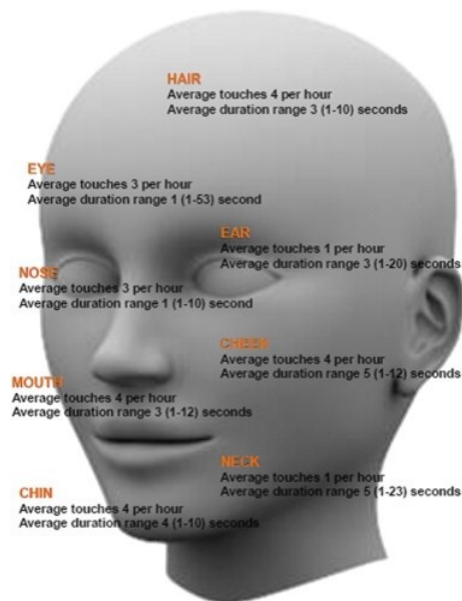 HAIR
Average touches 4 per hour
Average duration range 3 (1-10) seconds
EYE
Average touches 3 per hour
Average duration range 1 (1-53) second
EAR
Average touches 1 per hour
Average duration range 3 (1-20) seconds
NOSE
Average touches 3 per hour
Average duration range 1 (1-10) second
CHEEK
Average touches 4 per hour
Average duration range 5 (1-12) seconds
MOUTH
Average touches 4 per hour
Average duration range 3 (1-12) seconds
NECK
Average touches 1 per hour
Average duration range 5 (1-23) seconds
CHIN
Average touches 4 per hour
Average duration range 4 (1-10) seconds